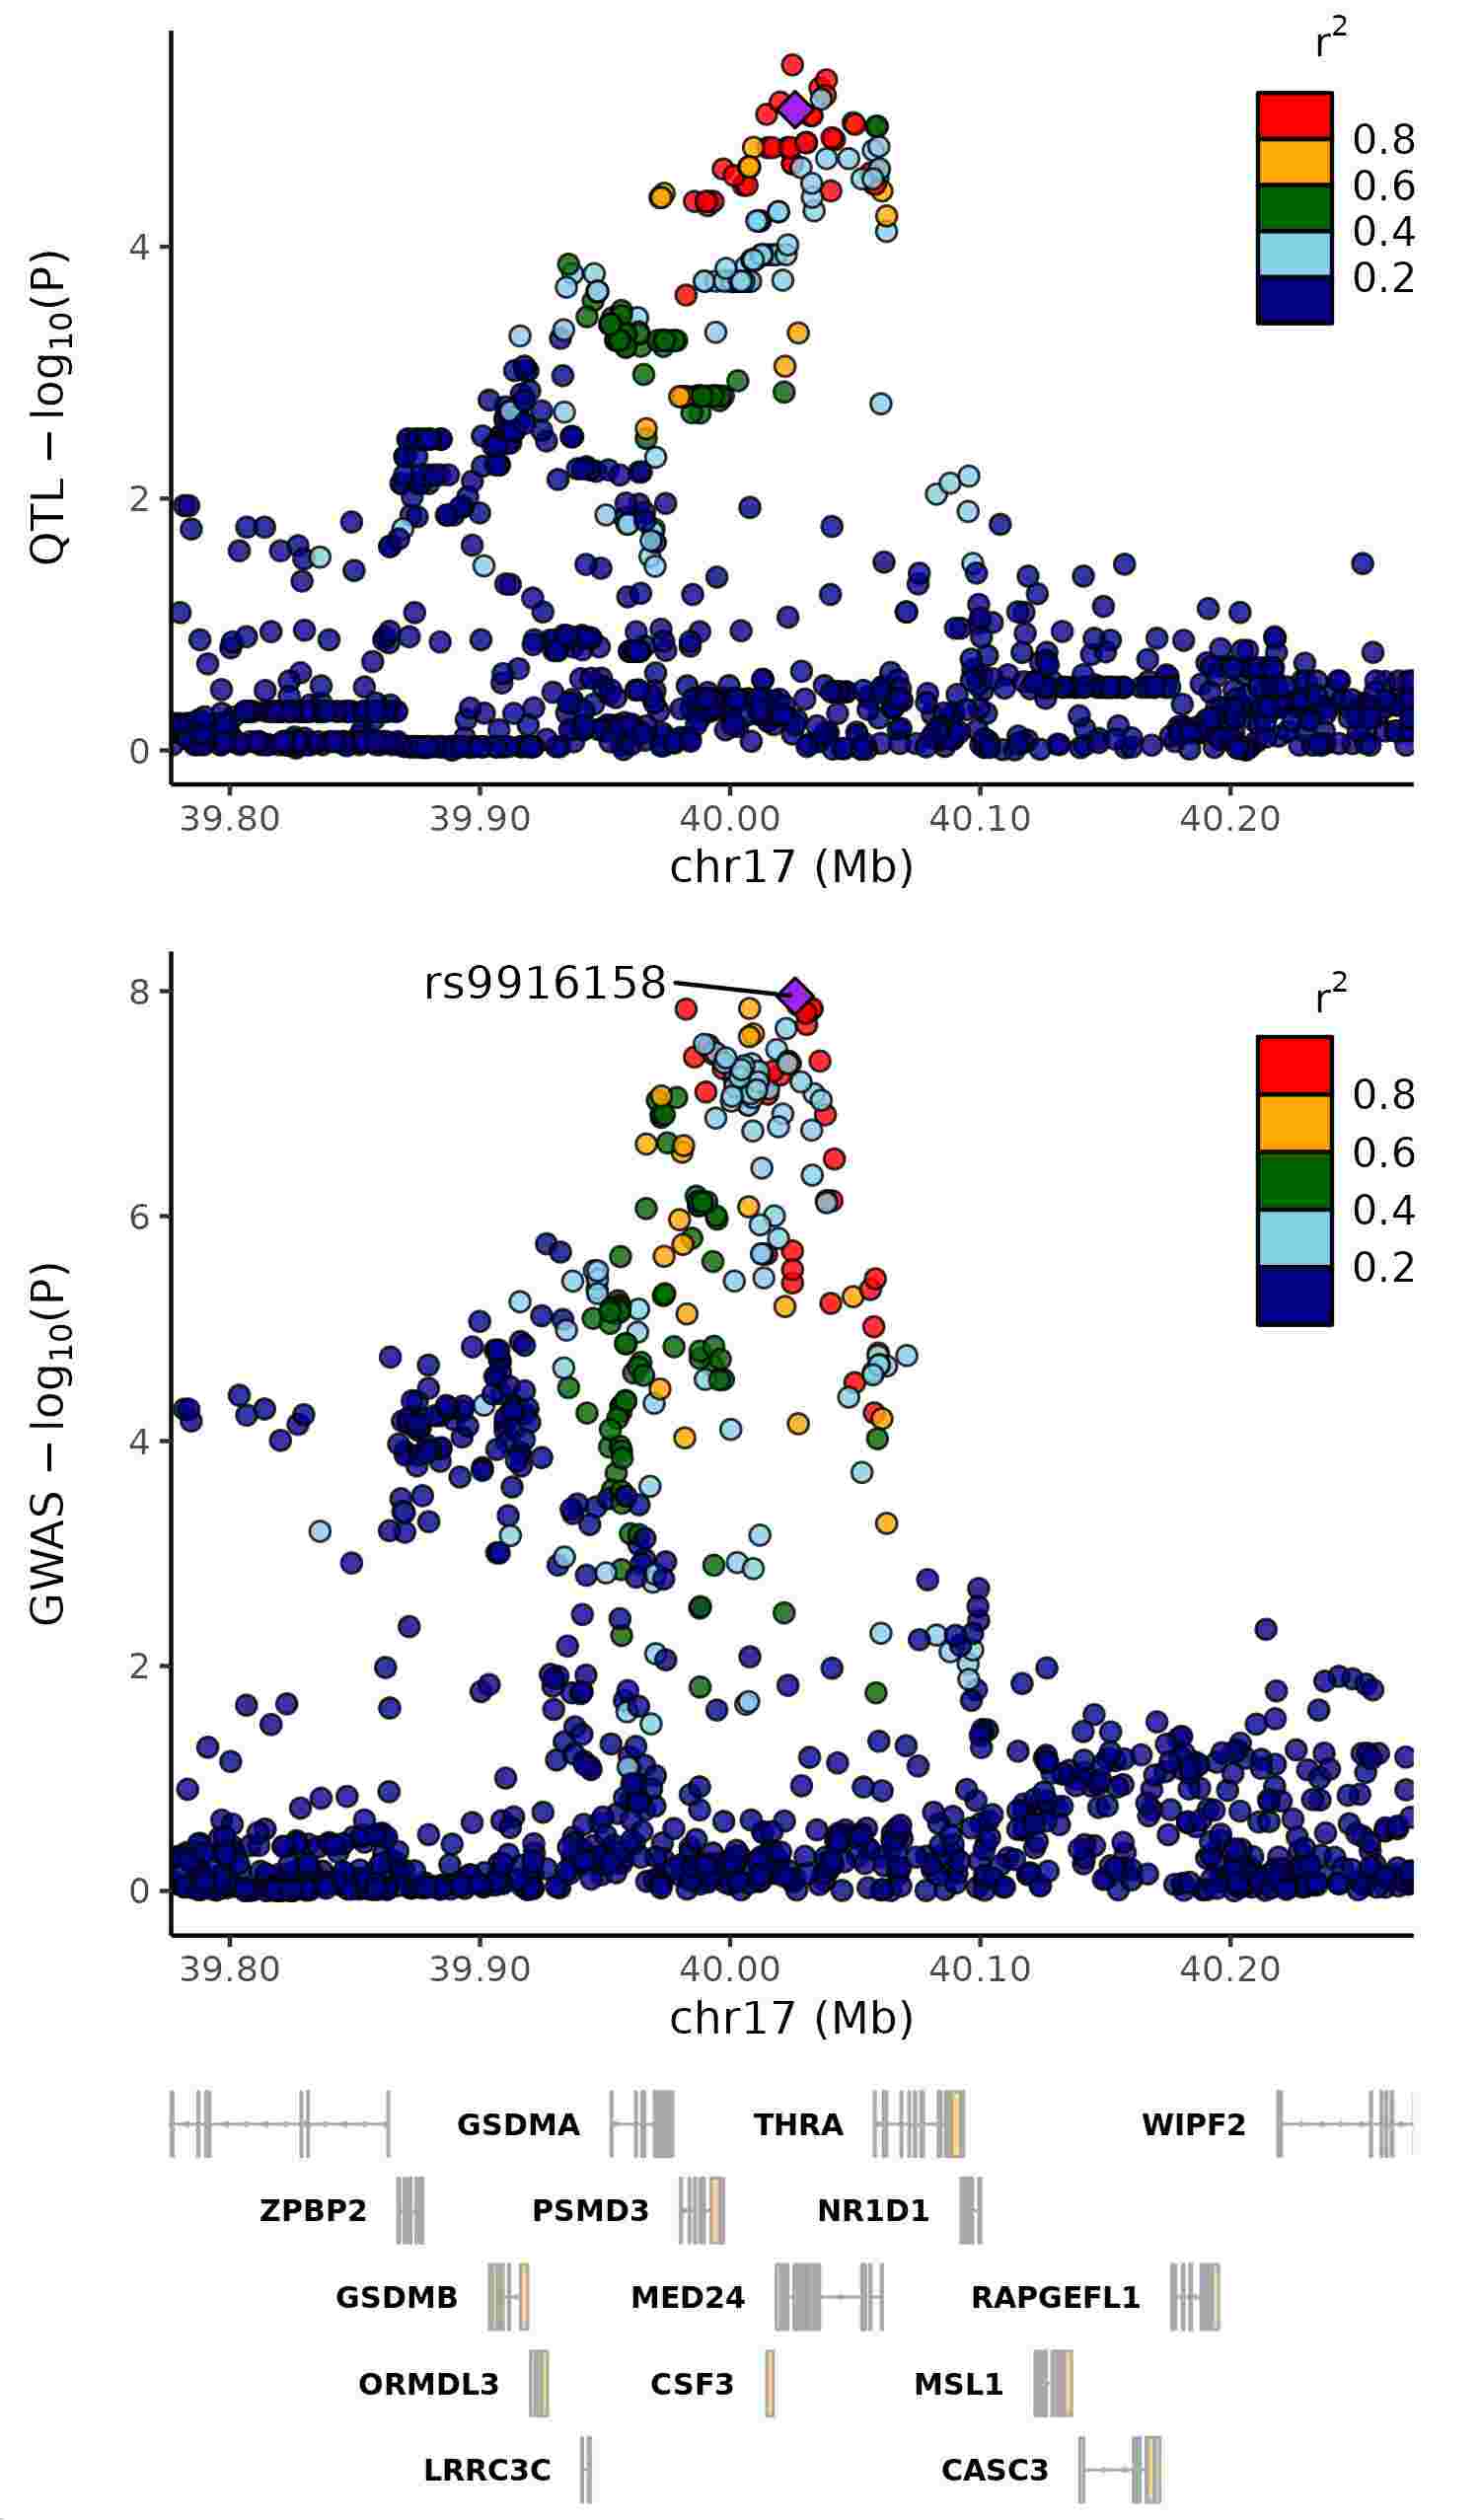 r²
0.8
0.6
0.4
0.2
QTL − log₁₀(P)
4
2
0
39.80 39.90 40.00 40.10 40.20
chr17 (Mb)
rs9916158
r²
0.8
0.6
0.4
0.2
GWAS − log₁₀(P)
8
6
4
2
0
39.80 39.90 40.00 40.10 40.20
chr17 (Mb)
GSDMA THRA WIPF2
ZPBP2 PSMD3 NR1D1
GSDMB MED24 RAPGEFL1
ORMDL3 CSF3 MSL1
LRRC3C CASC3